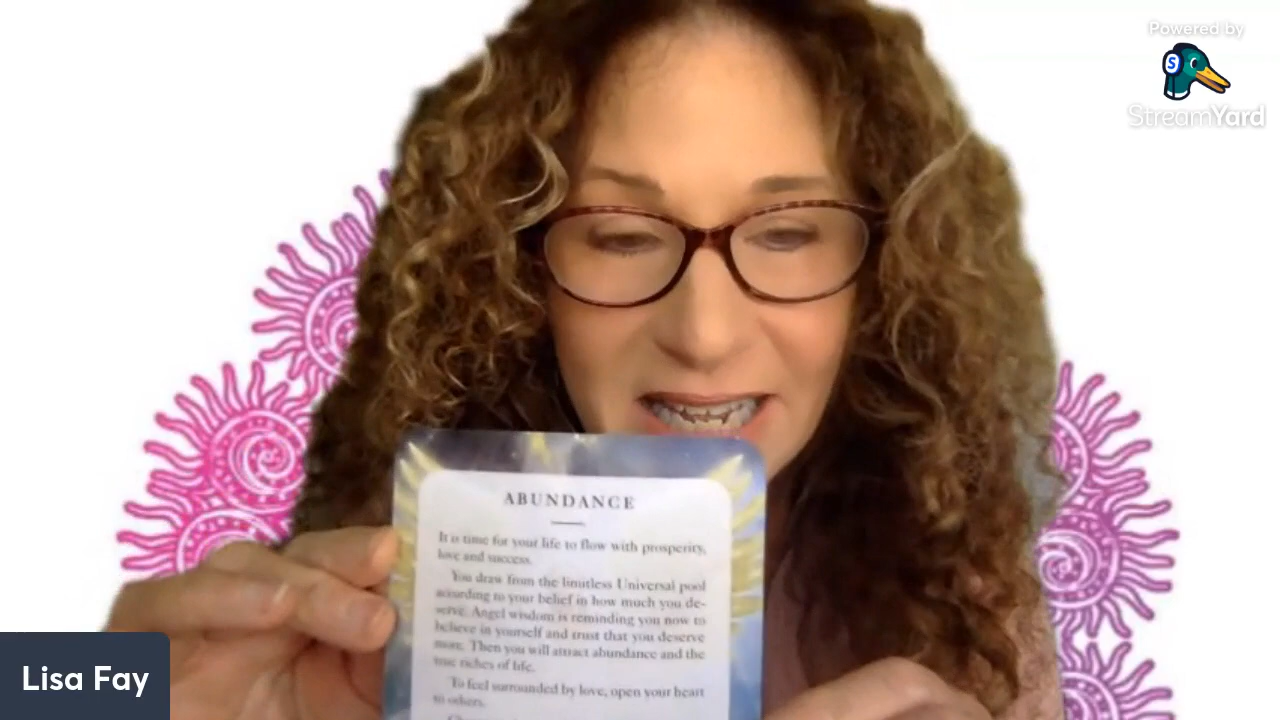 Powered by
S
StreamYard
ABUNDANCE
It is time for your life to flow with prosperity,
love and success.
You draw from the limitless Universal pool
according to your belief in how much you de-
serve. Angel wisdom is reminding you now to
believe in yourself and trust that you deserve
more. Then you will attract abundance and the
true riches of life.
To feel surrounded by love, open your heart
to others.
Lisa Fay